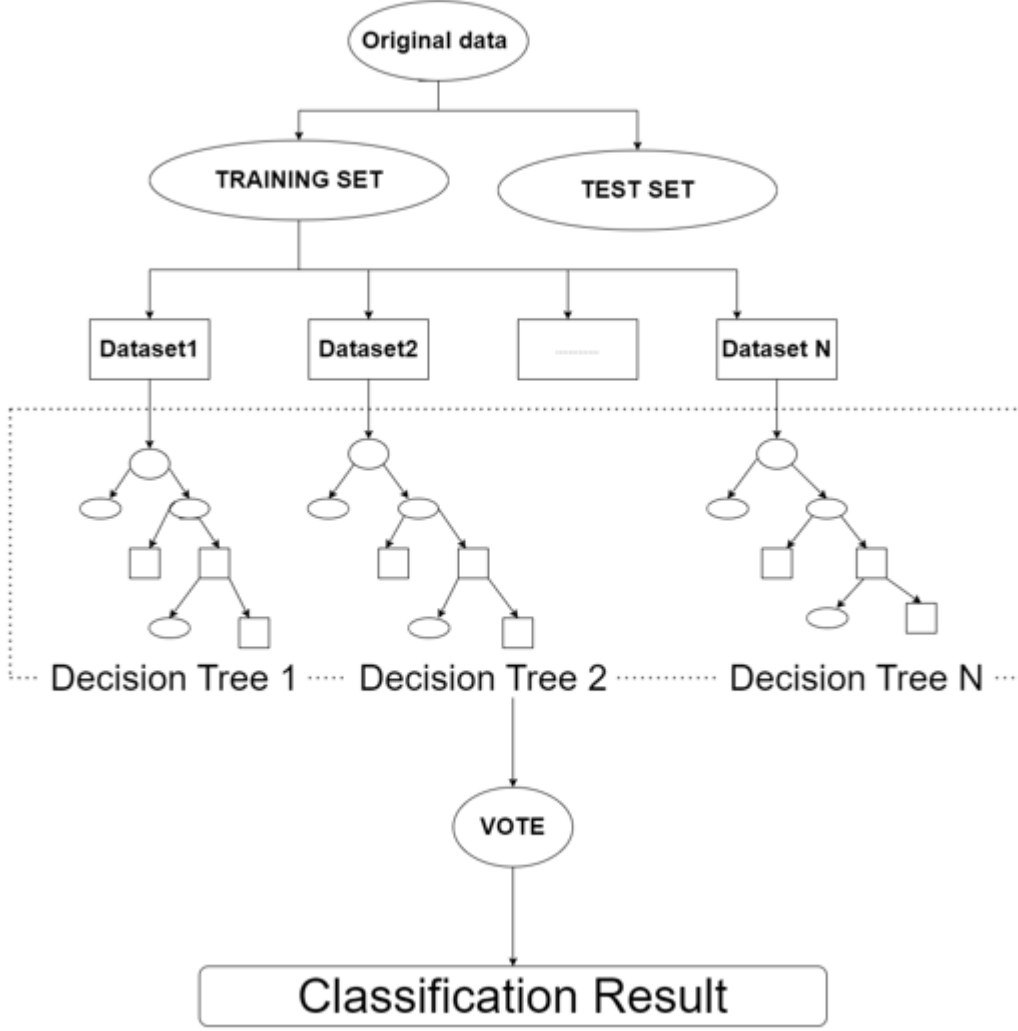 Original data
TRAINING SET
TEST SET
Dataset1
Dataset2
............
Dataset N
Decision Tree 1
Decision Tree 2
Decision Tree N
VOTE
Classification Result